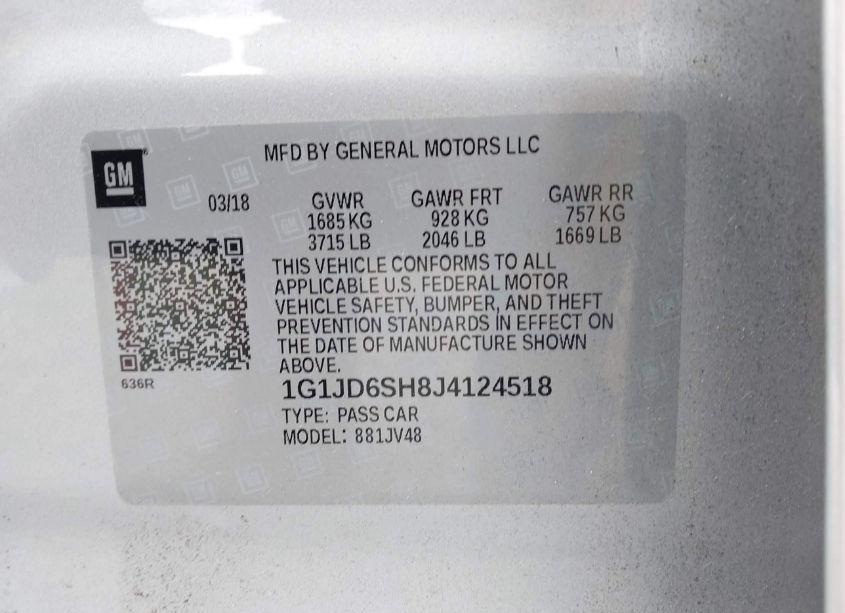 MFD BY GENERAL MOTORS LLC
GM
03/18
GVWR GAWR FRT GAWR RR
1685 KG 928 KG 757 KG
3715 LB 2046 LB 1669 LB
THIS VEHICLE CONFORMS TO ALL
APPLICABLE U.S. FEDERAL MOTOR
VEHICLE SAFETY, BUMPER, AND THEFT
PREVENTION STANDARDS IN EFFECT ON
THE DATE OF MANUFACTURE SHOWN
ABOVE.
636R
1G1JD6SH8J4124518
TYPE: PASS CAR
MODEL: 881JV48